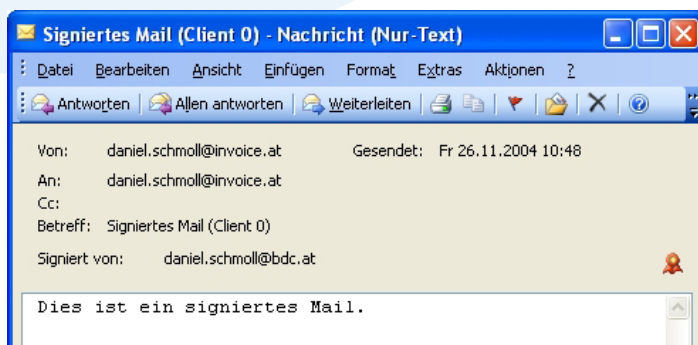 Signiertes Mail (Client 0) - Nachricht (Nur-Text)
Datei Bearbeiten Ansicht Einfügen Format Extras Aktionen ?
Antworten Allen antworten Weiterleiten
Von: daniel.schmoll@invoice.at Gesendet: Fr 26.11.2004 10:48
An: daniel.schmoll@invoice.at
Cc:
Betreff: Signiertes Mail (Client 0)
Signiert von: daniel.schmoll@bdc.at
Dies ist ein signiertes Mail.